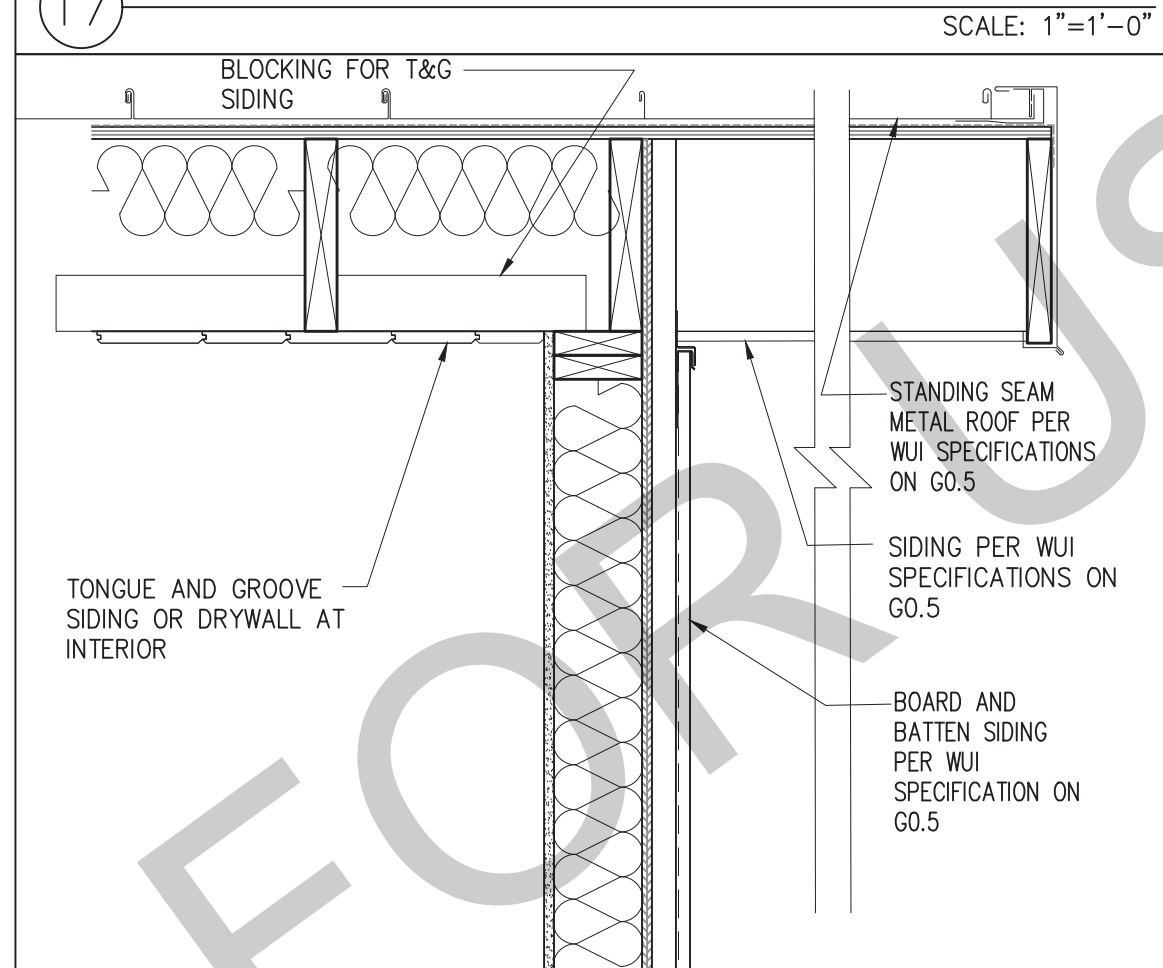 17
SCALE: 1"=1'-0"
BLOCKING FOR T&G
SIDING
STANDING SEAM
METAL ROOF PER
WUI SPECIFICATIONS
ON G0.5
SIDING PER WUI
SPECIFICATIONS ON
G0.5
TONGUE AND GROOVE
SIDING OR DRYWALL AT
INTERIOR
BOARD AND
BATTEN SIDING
PER WUI
SPECIFICATION ON
G0.5
FOR US